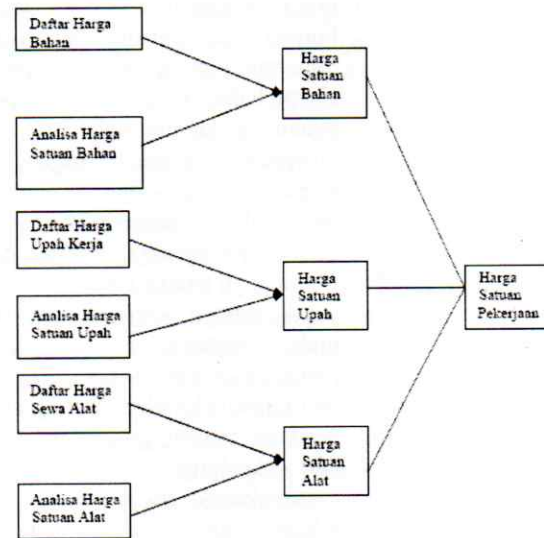 Daftar Harga
Bahan
Analisa Harga
Satuan Bahan
Daftar Harga
Upah Kerja
Analisa Harga
Satuan Upah
Daftar Harga
Sewa Alat
Analisa Harga
Satuan Alat
Harga
Satuan
Bahan
Harga
Satuan
Upah
Harga
Satuan
Alat
Harga
Satuan
Pekerjaan